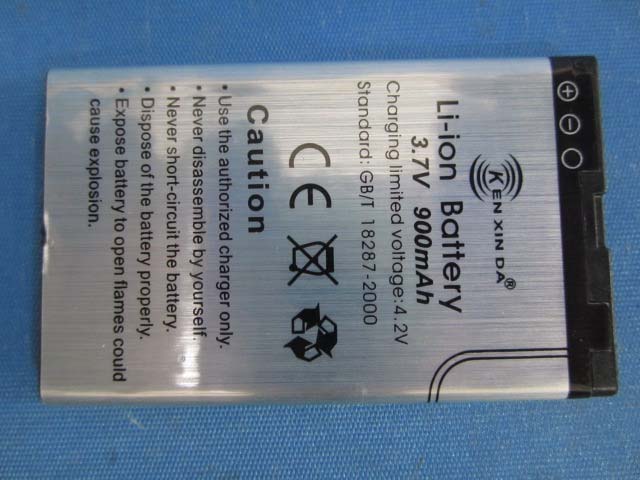 KEN XIN DA®
Li-ion Battery
3.7V 900mAh
Charging limited voltage:4.2V
Standard: GB/T 18287-2000
CE
Caution
• Use the authorized charger only.
• Never disassemble by yourself.
• Never short-circuit the battery.
• Dispose of the battery properly.
• Expose battery to open flames could
cause explosion.